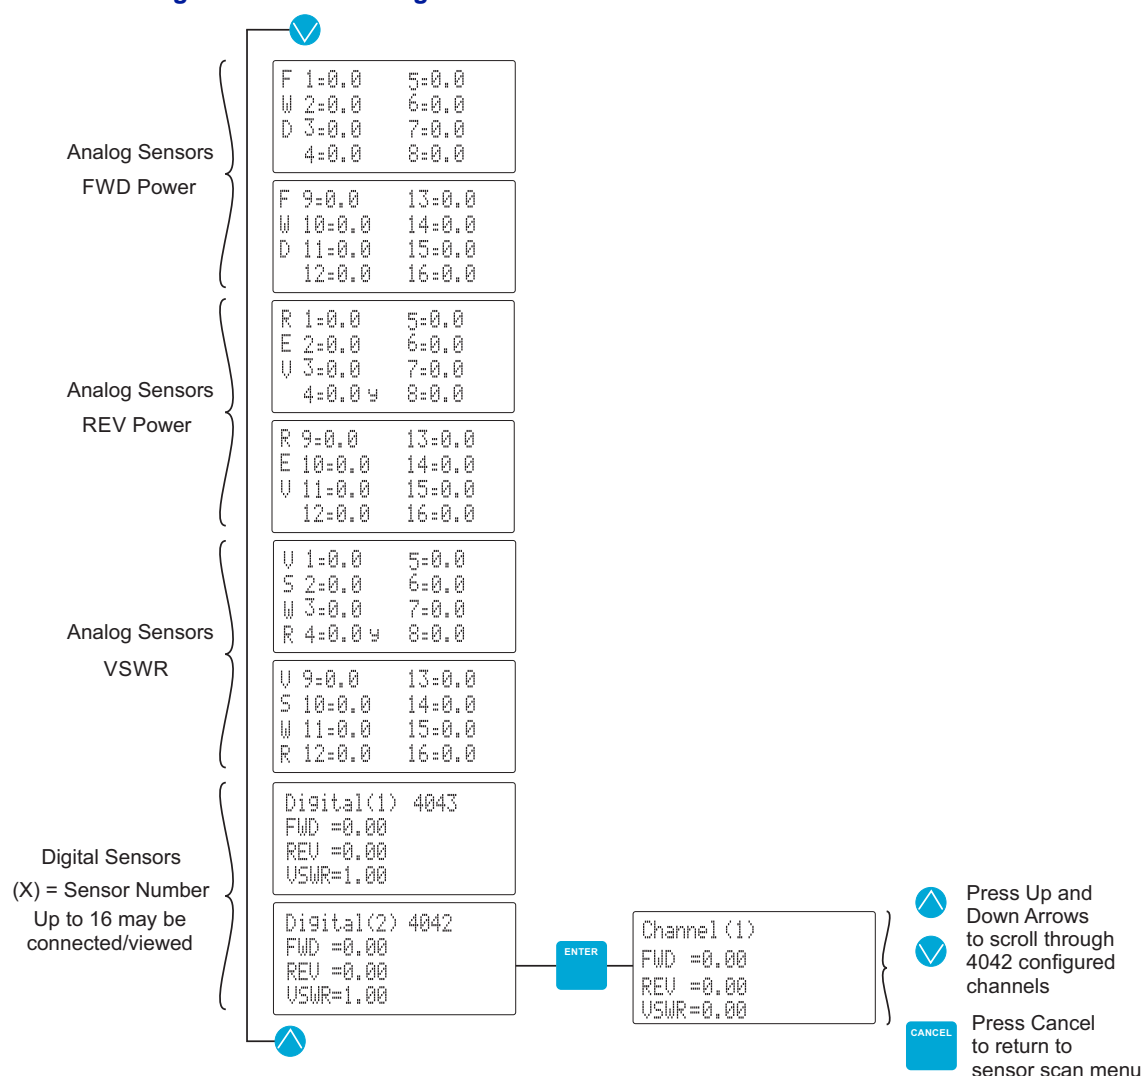 F 1=0.0 5=0.0
W 2=0.0 6=0.0
D 3=0.0 7=0.0
4=0.0 8=0.0
Analog Sensors
FWD Power
F 9=0.0 13=0.0
W 10=0.0 14=0.0
D 11=0.0 15=0.0
12=0.0 16=0.0
R 1=0.0 5=0.0
E 2=0.0 6=0.0
V 3=0.0 7=0.0
4=0.0 y 8=0.0
Analog Sensors
REV Power
R 9=0.0 13=0.0
E 10=0.0 14=0.0
V 11=0.0 15=0.0
12=0.0 16=0.0
V 1=0.0 5=0.0
S 2=0.0 6=0.0
W 3=0.0 7=0.0
R 4=0.0 y 8=0.0
Analog Sensors
VSWR
V 9=0.0 13=0.0
S 10=0.0 14=0.0
W 11=0.0 15=0.0
R 12=0.0 16=0.0
Digital(1) 4043
FWD =0.00
REV =0.00
VSWR=1.00
Digital Sensors
(X) = Sensor Number
Up to 16 may be
connected/viewed
Digital(2) 4042
FWD =0.00
REV =0.00
VSWR=1.00
ENTER
Channel(1)
FWD =0.00
REV =0.00
VSWR=0.00
Press Up and
Down Arrows
to scroll through
4042 configured
channels
CANCEL
Press Cancel
to return to
sensor scan menu